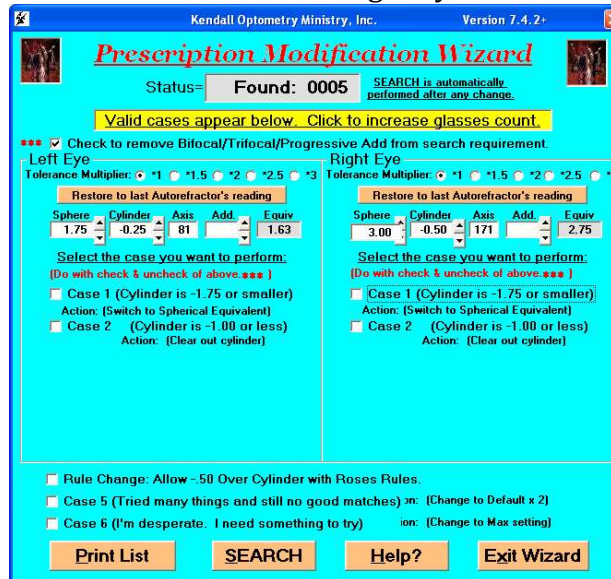 Kendall Optometry Ministry, Inc. Version 7.4.2+
Prescription Modification Wizard
Status= Found: 0005 SEARCH is automatically
performed after any change.
Valid cases appear below. Click to increase glasses count.
*** Check to remove Bifocal/Trifocal/Progressive Add from search requirement.
Left Eye
Tolerance Multiplier: *1 *1.5 *2 *2.5 *3
Restore to last Autorefractor's reading
Sphere Cylinder Axis Add. Equiv
1.75 -0.25 81 1.63
Select the case you want to perform:
(Do with check & uncheck of above.*** )
Case 1 (Cylinder is -1.75 or smaller)
Action: (Switch to Spherical Equivalent)
Case 2 (Cylinder is -1.00 or less)
Action: (Clear out cylinder)
Right Eye
Tolerance Multiplier: *1 *1.5 *2 *2.5
Restore to last Autorefractor's reading
Sphere Cylinder Axis Add. Equiv
3.00 -0.50 171 2.75
Select the case you want to perform:
(Do with check & uncheck of above.*** )
Case 1 (Cylinder is -1.75 or smaller)
Action: (Switch to Spherical Equivalent)
Case 2 (Cylinder is -1.00 or less)
Action: (Clear out cylinder)
Rule Change: Allow -.50 Over Cylinder with Roses Rules.
Case 5 (Tried many things and still no good matches) on: (Change to Default x 2)
Case 6 (I'm desperate. I need something to try) ion: (Change to Max setting)
Print List SEARCH Help? Exit Wizard